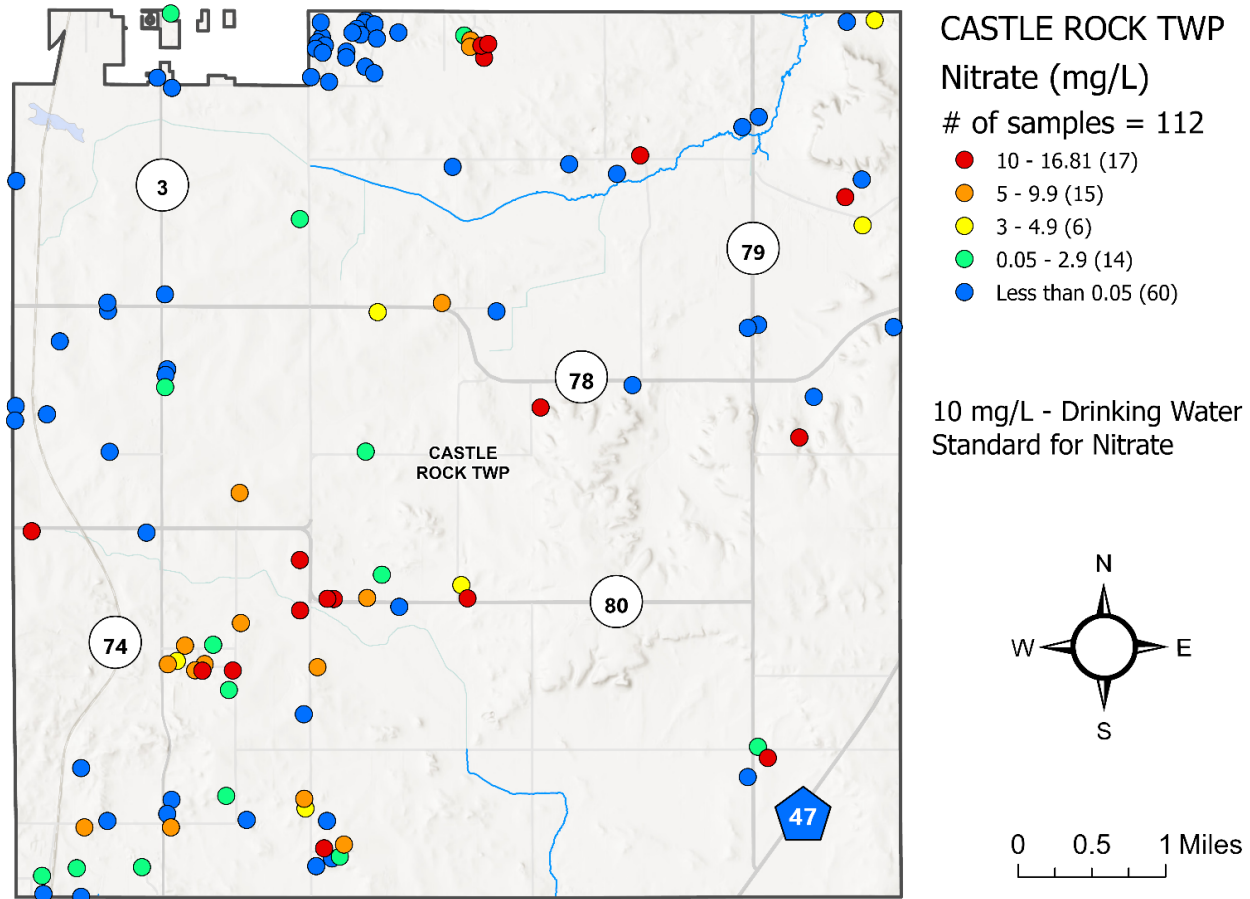 CASTLE ROCK TWP
Nitrate (mg/L)
# of samples = 112
10 - 16.81 (17)
5 - 9.9 (15)
3 - 4.9 (6)
0.05 - 2.9 (14)
Less than 0.05 (60)
10 mg/L - Drinking Water
Standard for Nitrate
3
79
78
CASTLE
ROCK TWP
80
74
47
N
W E
S
0 0.5 1 Miles